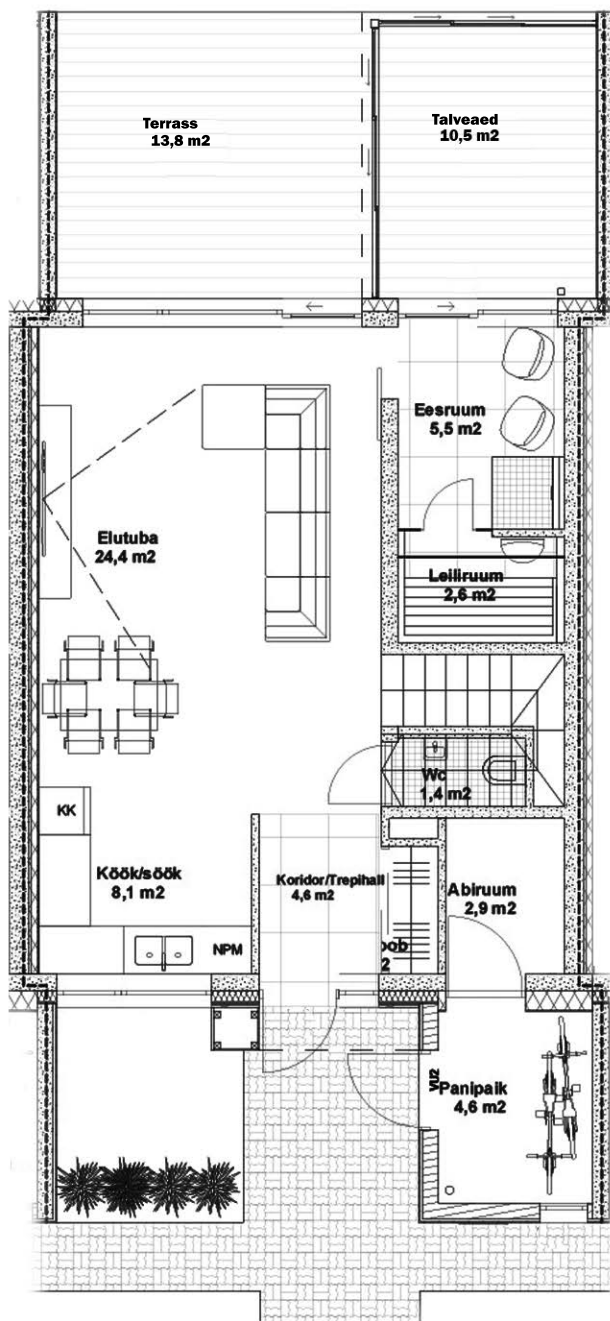 Terrass
13,8 m2
Talveaed
10,5 m2
Eesruum
5,5 m2
Elutuba
24,4 m2
Leiliruum
2,6 m2
Wc
1,4 m2
KK
Köök/söök
8,1 m2
Koridor/Trepihall
4,6 m2
Abiruum
2,9 m2
NPM
VU2
Panipaik
4,6 m2